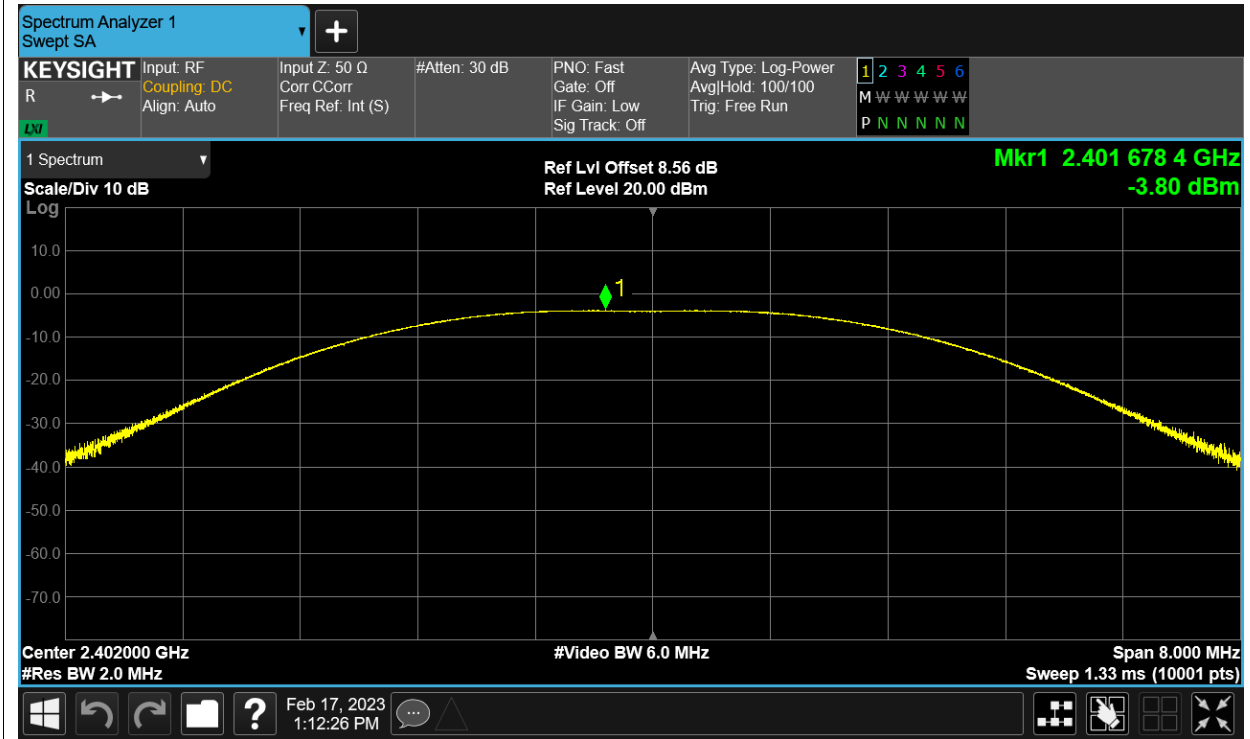 Spectrum Analyzer 1
Swept SA
+
KEYSIGHT
R
LXI
Input: RF
Coupling: DC
Align: Auto
Input Z: 50 Ω
Corr CCorr
Freq Ref: Int (S)
#Atten: 30 dB
PNO: Fast
Gate: Off
IF Gain: Low
Sig Track: Off
Avg Type: Log-Power
Avg|Hold: 100/100
Trig: Free Run
1 2 3 4 5 6
M W W W W W
P N N N N N
1 Spectrum
Scale/Div 10 dB
Log
Ref Lvl Offset 8.56 dB
Ref Level 20.00 dBm
Mkr1 2.401 678 4 GHz
-3.80 dBm
10.0
0.00
-10.0
-20.0
-30.0
-40.0
-50.0
-60.0
-70.0
1
Center 2.402000 GHz
#Res BW 2.0 MHz
#Video BW 6.0 MHz
Span 8.000 MHz
Sweep 1.33 ms (10001 pts)
?
Feb 17, 2023
1:12:26 PM